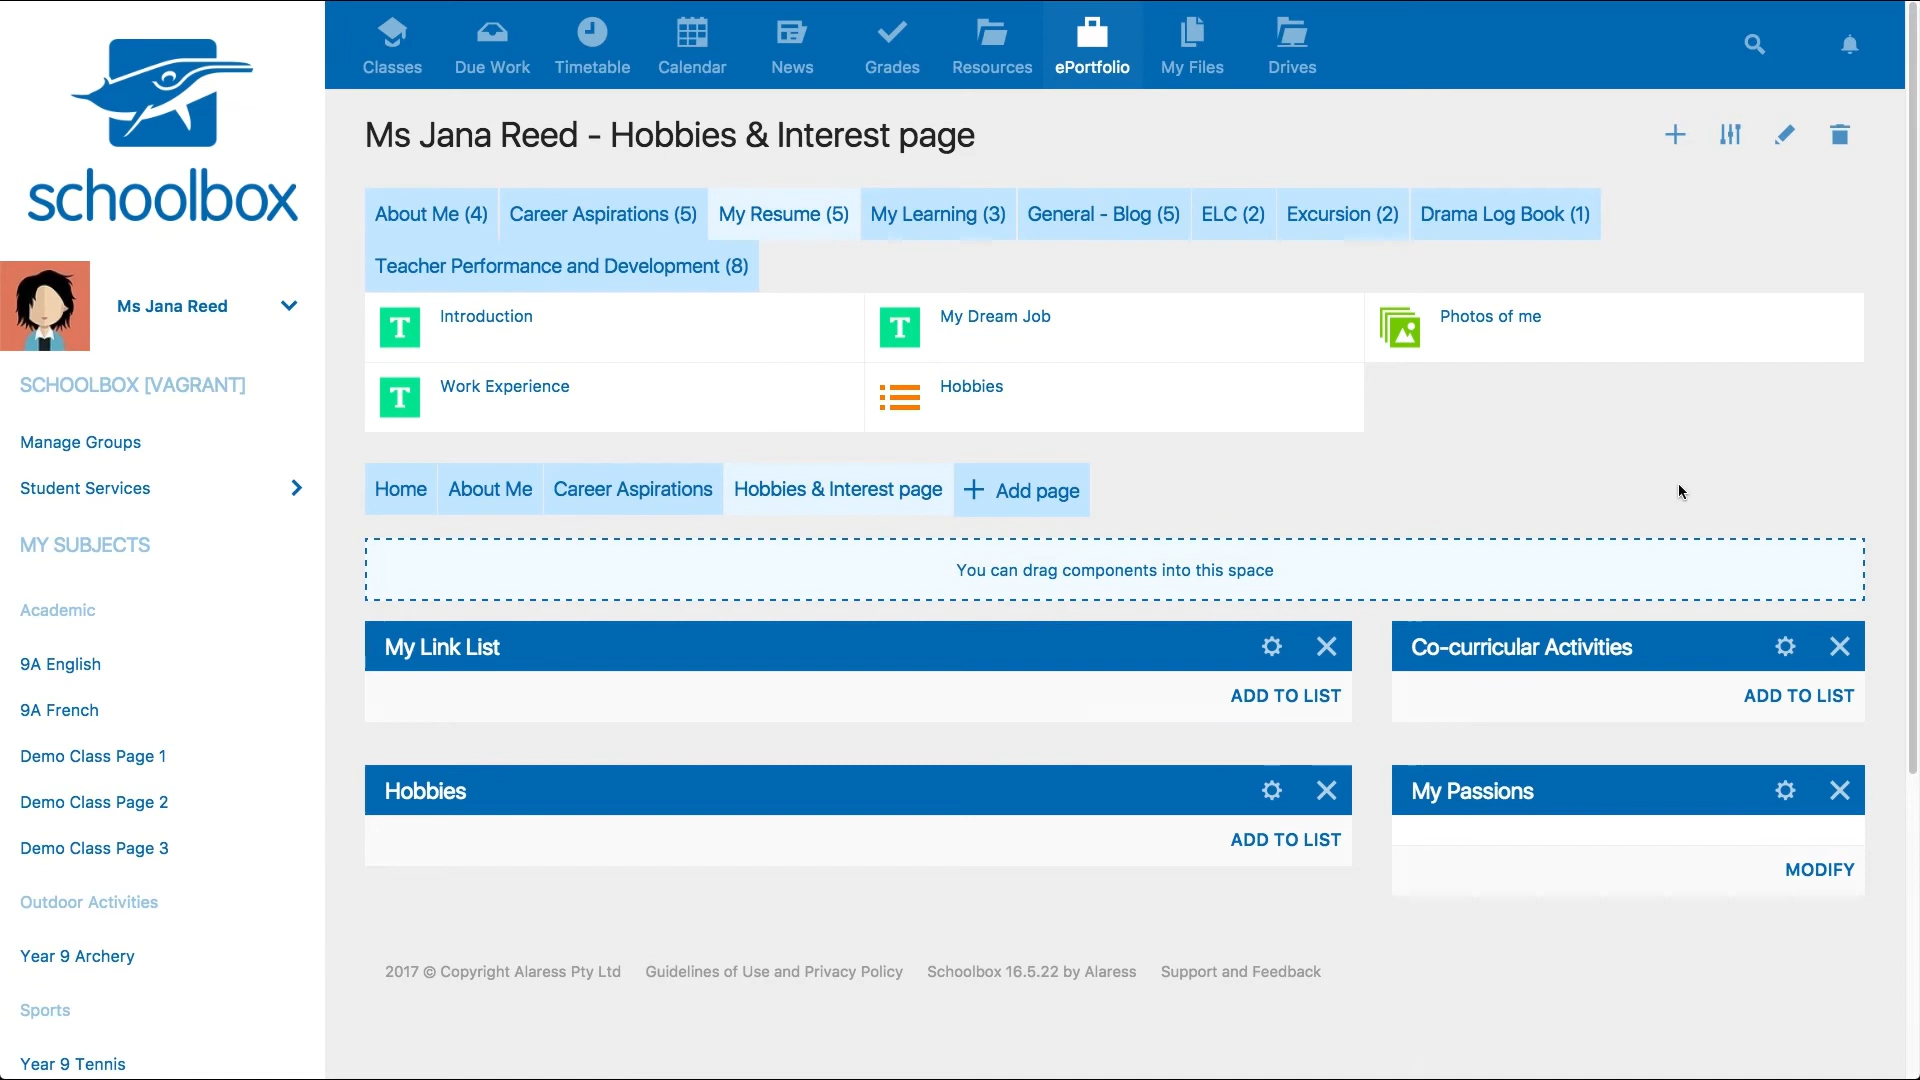 schoolbox
Classes
Due Work
Timetable
Calendar
News
Grades
Resources
ePortfolio
My Files
Drives
Ms Jana Reed
SCHOOLBOX [VAGRANT]
Manage Groups
Student Services
MY SUBJECTS
Academic
9A English
9A French
Demo Class Page 1
Demo Class Page 2
Demo Class Page 3
Outdoor Activities
Year 9 Archery
Sports
Year 9 Tennis
Ms Jana Reed - Hobbies & Interest page
About Me (4)
Career Aspirations (5)
My Resume (5)
My Learning (3)
General - Blog (5)
ELC (2)
Excursion (2)
Drama Log Book (1)
Teacher Performance and Development (8)
T
Introduction
T
My Dream Job
Photos of me
T
Work Experience
Hobbies
Home
About Me
Career Aspirations
Hobbies & Interest page
+ Add page
You can drag components into this space
My Link List
ADD TO LIST
Co-curricular Activities
ADD TO LIST
Hobbies
ADD TO LIST
My Passions
MODIFY
2017 © Copyright Alaress Pty Ltd
Guidelines of Use and Privacy Policy
Schoolbox 16.5.22 by Alaress
Support and Feedback